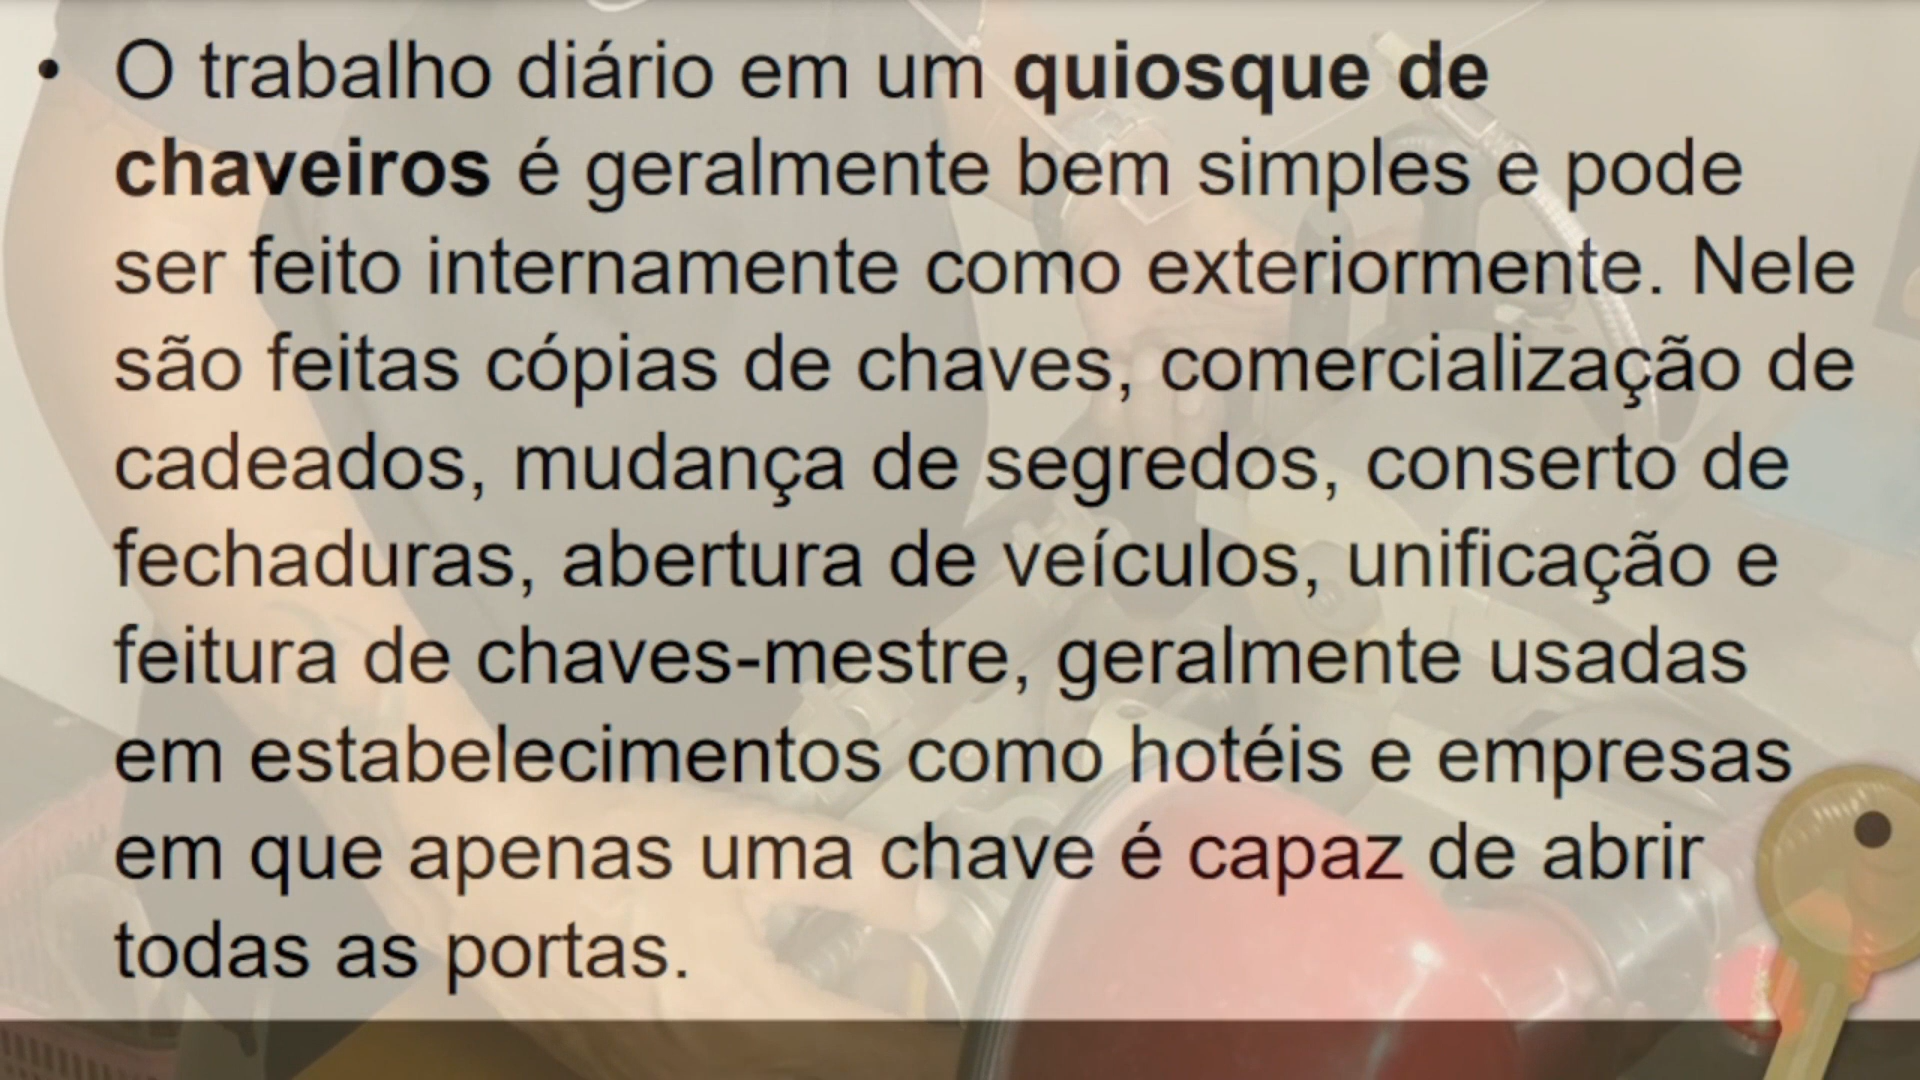 • O trabalho diário em um quiosque de
chaveiros é geralmente bem simples e pode
ser feito internamente como exteriormente. Nele
são feitas cópias de chaves, comercialização de
cadeados, mudança de segredos, conserto de
fechaduras, abertura de veículos, unificação e
feitura de chaves-mestre, geralmente usadas
em estabelecimentos como hotéis e empresas
em que apenas uma chave é capaz de abrir
todas as portas.